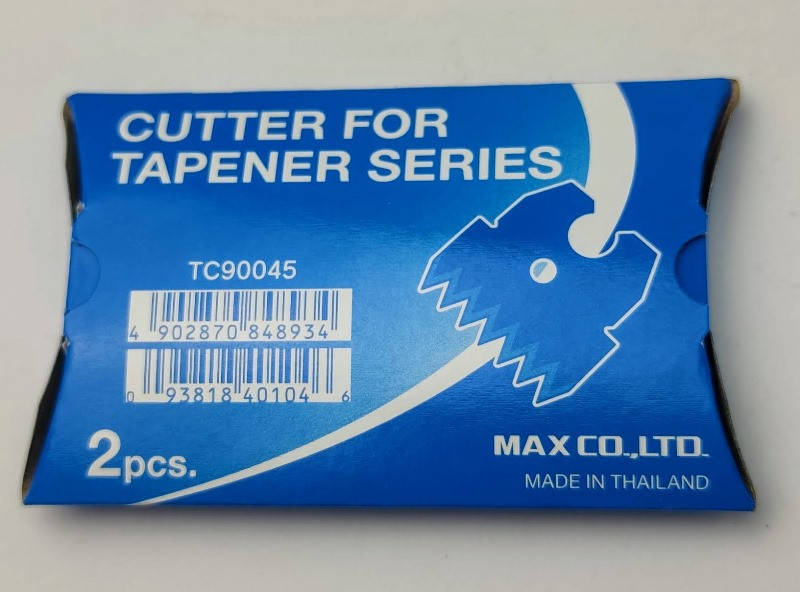 CUTTER FOR
TAPENER SERIES
TC90045
4 902870 848934
0 93818 40104 6
2pcs.
MAX CO.,LTD.
MADE IN THAILAND